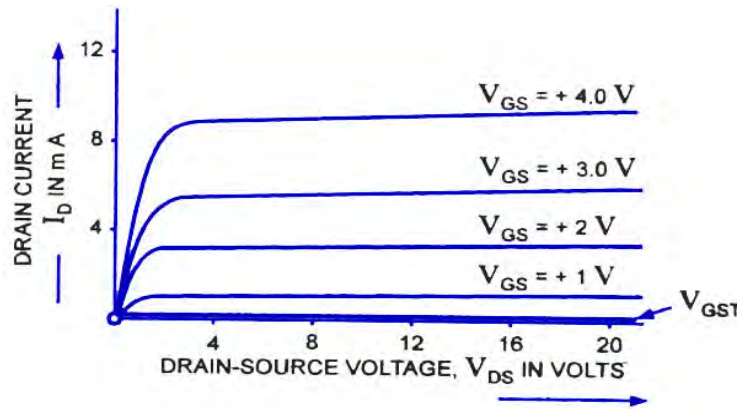 12
V_GS = + 4.0 V
8
V_GS = + 3.0 V
4
V_GS = + 2 V
V_GS = + 1 V
V_GST
4 8 12 16 20
DRAIN-SOURCE VOLTAGE, V_DS IN VOLTS
DRAIN CURRENT
I_D IN m A